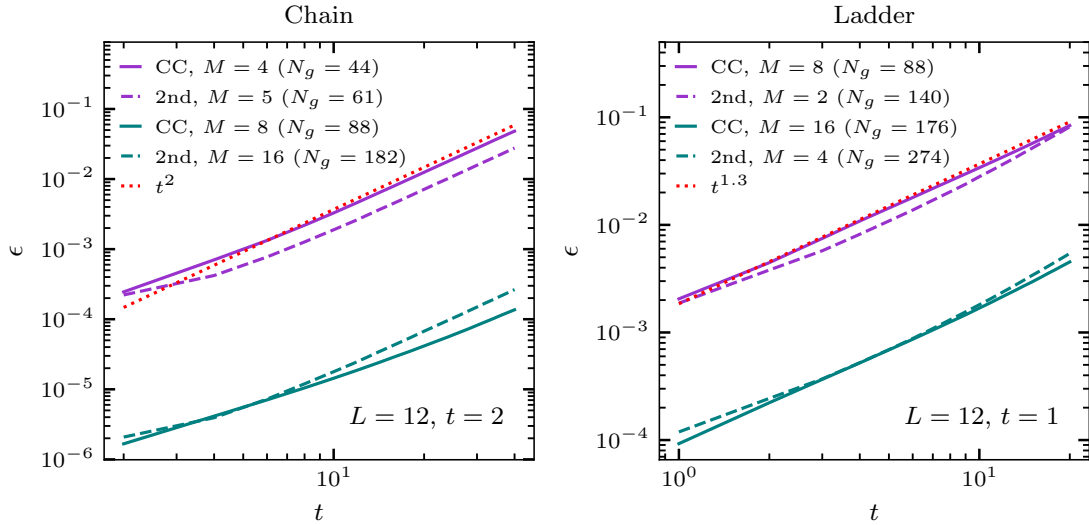 Chain
CC, M = 4 (N_g = 44)
2nd, M = 5 (N_g = 61)
CC, M = 8 (N_g = 88)
2nd, M = 16 (N_g = 182)
t^2
10^{-1}
10^{-2}
10^{-3}
10^{-4}
10^{-5}
10^{-6}
ϵ
L = 12, t = 2
10^1
t
Ladder
CC, M = 8 (N_g = 88)
2nd, M = 2 (N_g = 140)
CC, M = 16 (N_g = 176)
2nd, M = 4 (N_g = 274)
t^{1.3}
10^{-1}
10^{-2}
10^{-3}
10^{-4}
ϵ
L = 12, t = 1
10^0
10^1
t